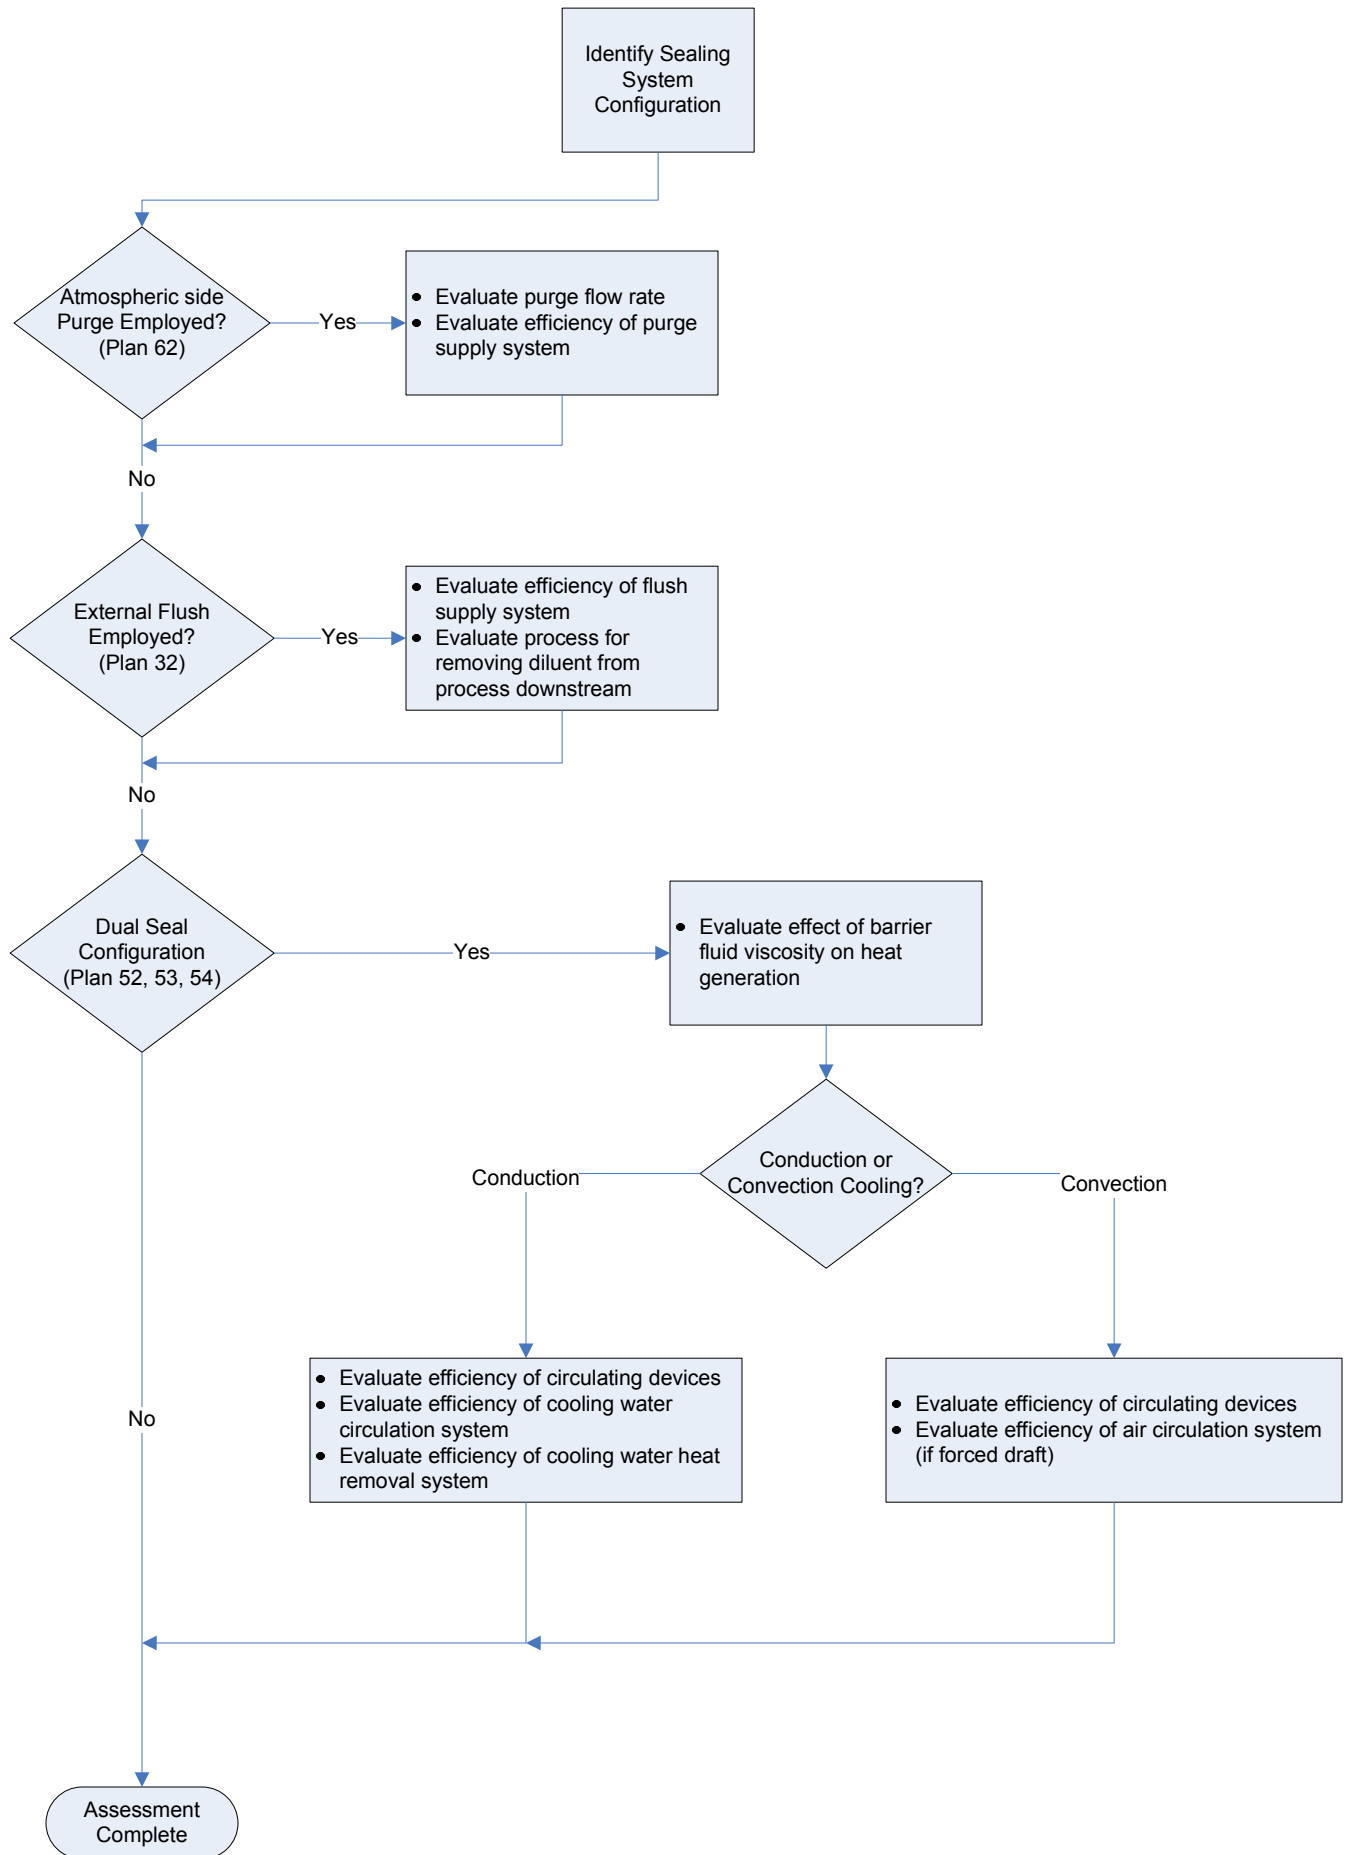 Identify Sealing
System
Configuration
Atmospheric side
Purge Employed?
(Plan 62)
Yes
• Evaluate purge flow rate
• Evaluate efficiency of purge
supply system
No
External Flush
Employed?
(Plan 32)
Yes
• Evaluate efficiency of flush
supply system
• Evaluate process for
removing diluent from
process downstream
No
Dual Seal
Configuration
(Plan 52, 53, 54)
Yes
• Evaluate effect of barrier
fluid viscosity on heat
generation
Conduction or
Convection Cooling?
Conduction
Convection
• Evaluate efficiency of circulating devices
• Evaluate efficiency of cooling water
circulation system
• Evaluate efficiency of cooling water heat
removal system
• Evaluate efficiency of circulating devices
• Evaluate efficiency of air circulation system
(if forced draft)
No
Assessment
Complete